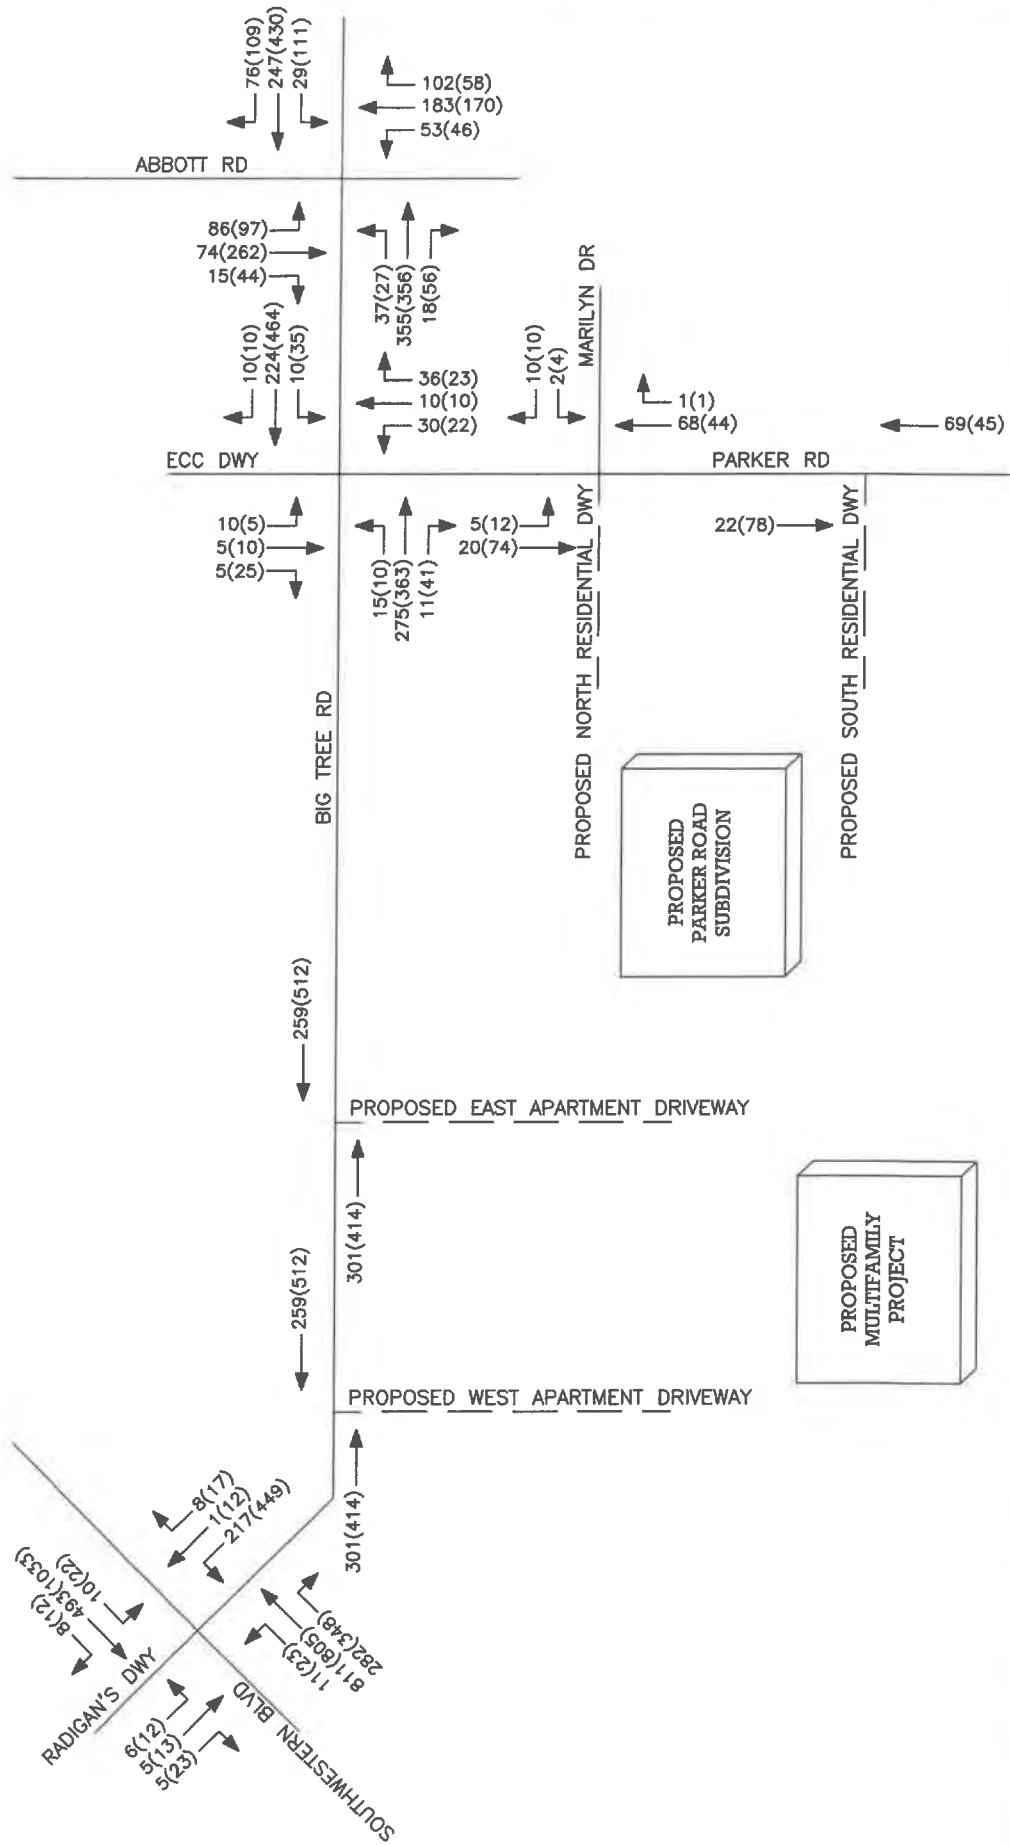 76(109)
247(430)
29(111)
102(58)
183(170)
53(46)
ABBOTT RD
86(97)
74(262)
15(44)
37(27)
355(356)
18(56)
10(10)
224(464)
10(35)
36(23)
10(10)
30(22)
10(10)
2(4)
MARILYN DR
1(1)
68(44)
69(45)
ECC DWY
PARKER RD
10(5)
5(10)
5(25)
15(10)
275(363)
11(41)
5(12)
20(74)
22(78)
PROPOSED NORTH RESIDENTIAL DWY
PROPOSED SOUTH RESIDENTIAL DWY
BIG TREE RD
PROPOSED
PARKER ROAD
SUBDIVISION
259(512)
PROPOSED EAST APARTMENT DRIVEWAY
301(414)
259(512)
PROPOSED
MULTIFAMILY
PROJECT
PROPOSED WEST APARTMENT DRIVEWAY
301(414)
8(17)
1(12)
217(449)
8(12)
493(1033)
10(22)
11(23)
811(805)
282(348)
RADIGAN'S DWY
6(12)
5(13)
5(23)
SOUTHWESTERN BLVD